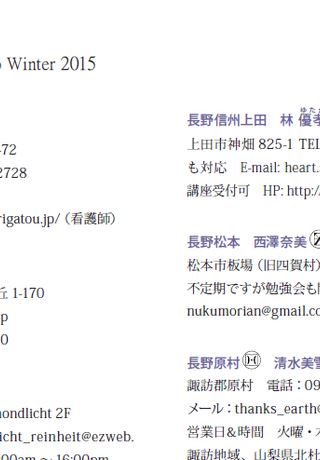 Winter 2015
72
2728
rigatou.jp/（看護師）
丘 1-170
p
0
mondlicht 2F
icht_reinheit@ezweb.
00am 〜 16:00pm
長野信州上田　林 優孝
上田市神畑 825-1 TEL
も対応　E-mail: heart.s
講座受付可　HP: http:/
長野松本　西澤奈美
松本市板場（旧四賀村）
不定期ですが勉強会も
nukumorian@gmail.co
長野原村　清水美雪
諏訪郡原村　電話：09
メール：thanks_earth@
営業日&時間　火曜・木
諏訪地域、山梨県北杜